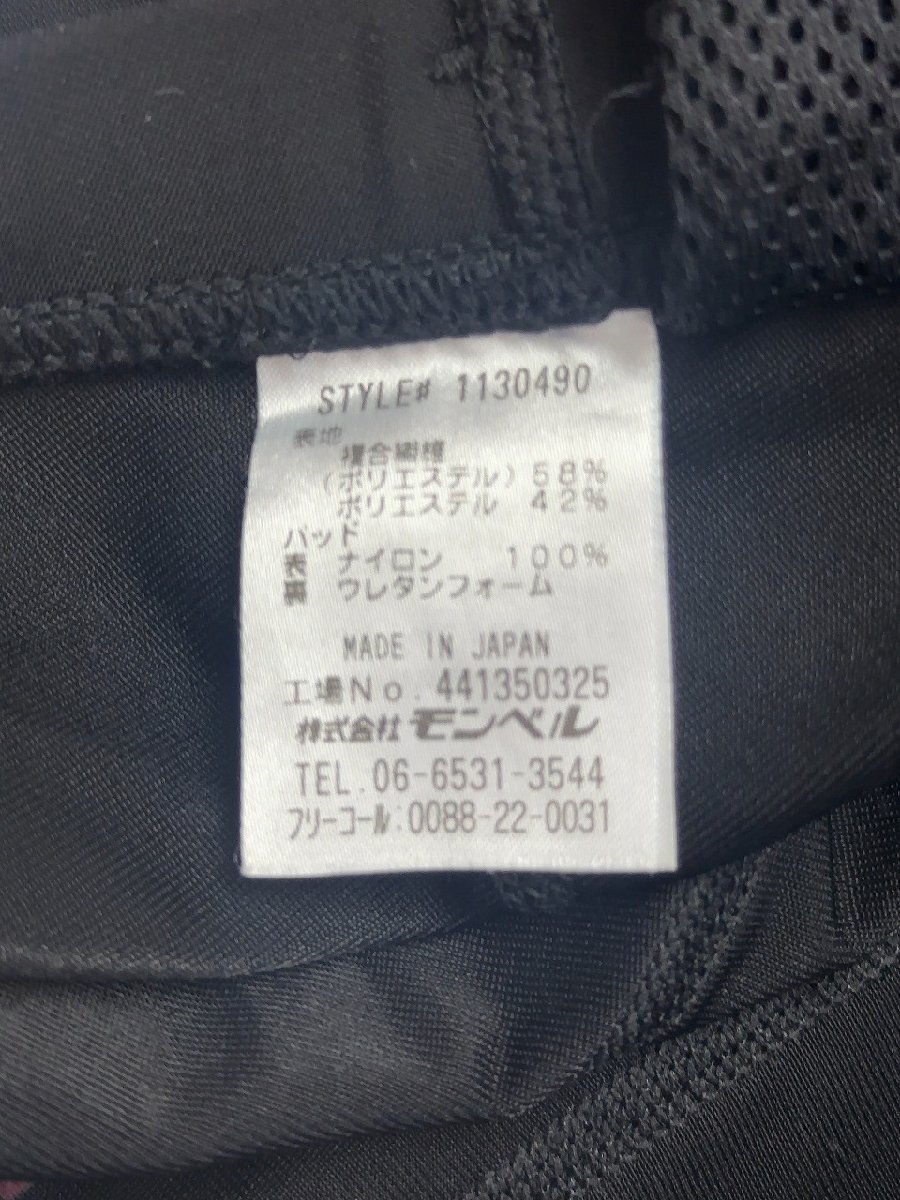 STYLE# 1130490
表地
複合繊維
(ポリエステル) 58%
ポリエステル 42%
パッド
表 ナイロン 100%
裏 ウレタンフォーム
MADE IN JAPAN
工場No. 441350325
株式会社 モンベル
TEL. 06-6531-3544
フリーコール:0088-22-0031